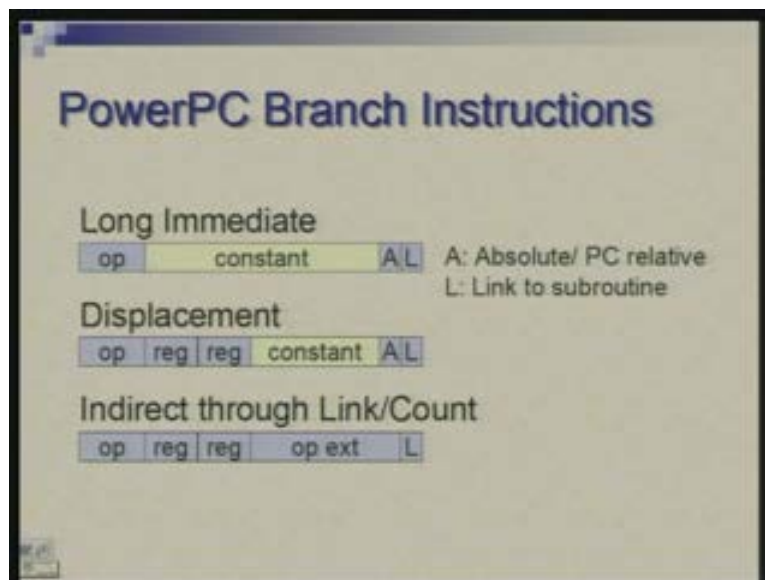 PowerPC Branch Instructions
Long Immediate
op constant A L
A: Absolute/ PC relative
L: Link to subroutine
Displacement
op reg reg constant A L
Indirect through Link/Count
op reg reg op ext L